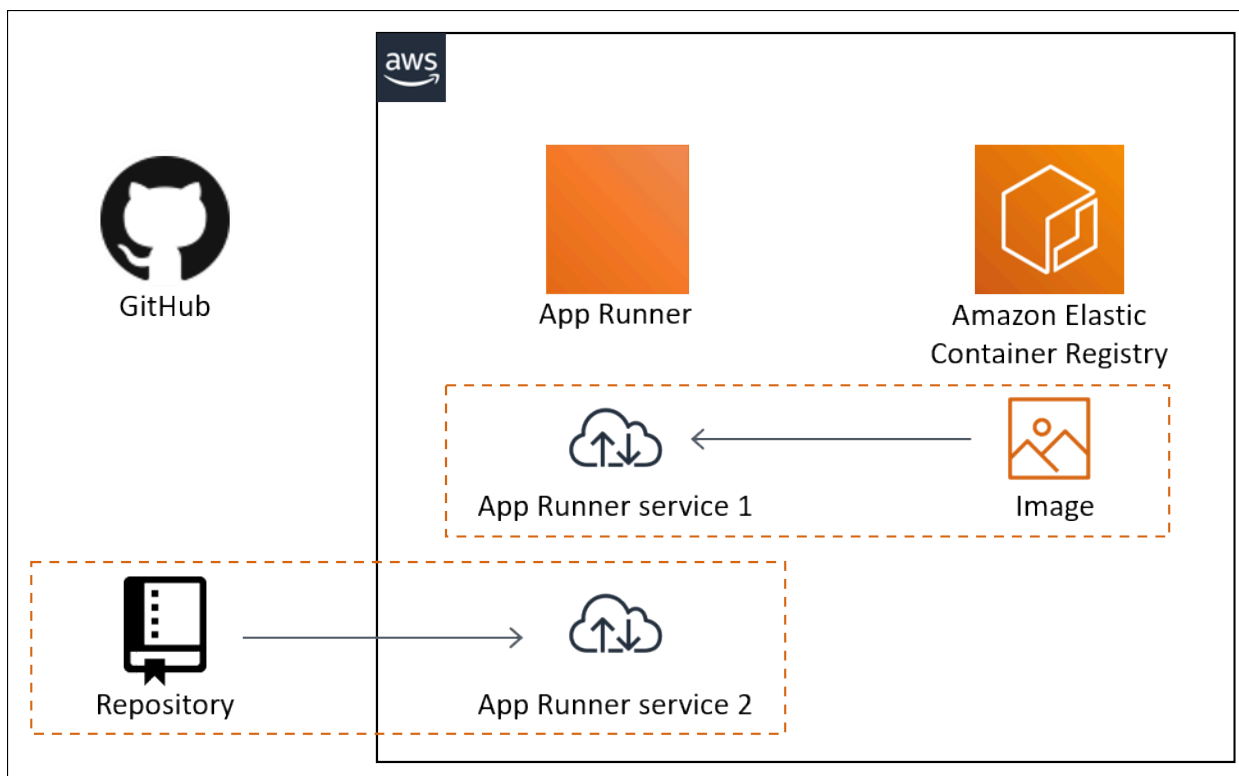 aws
GitHub
App Runner
Amazon Elastic
Container Registry
App Runner service 1
Image
Repository
App Runner service 2